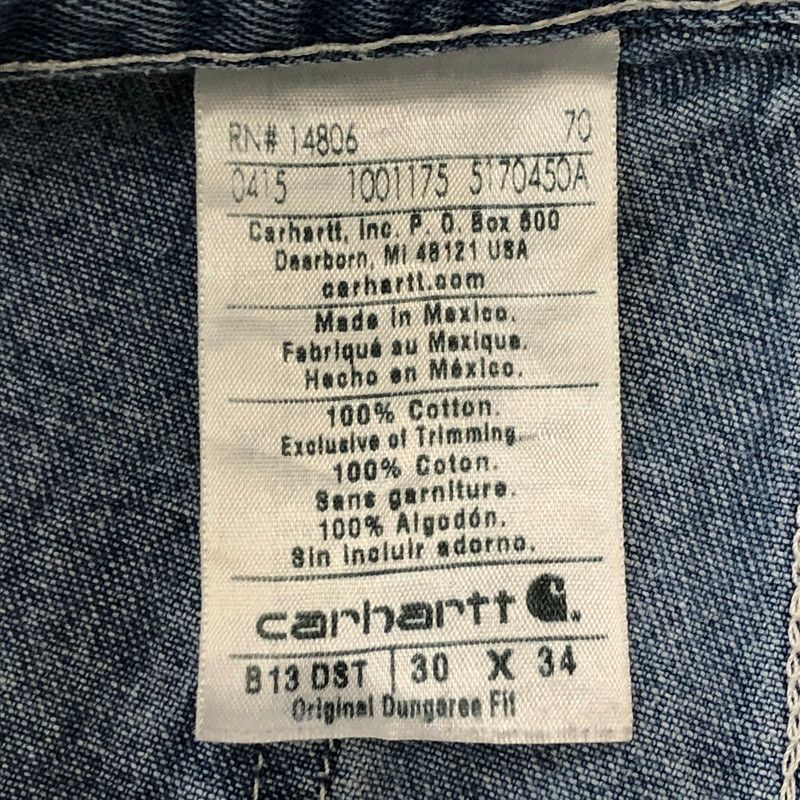 RN# 14806 70
0415 1001175 5170450A
Carhartt, Inc. P. O. Box 600
Dearborn, MI 48121 USA
carhartt.com
Made in Mexico.
Fabriqué au Mexique.
Hecho en México.
100% Cotton.
Exclusive of Trimming.
100% Coton.
Sans garniture.
100% Algodón.
Sin incluir adorno.
carhartt
B13 DST | 30 X 34
Original Dungaree Fit